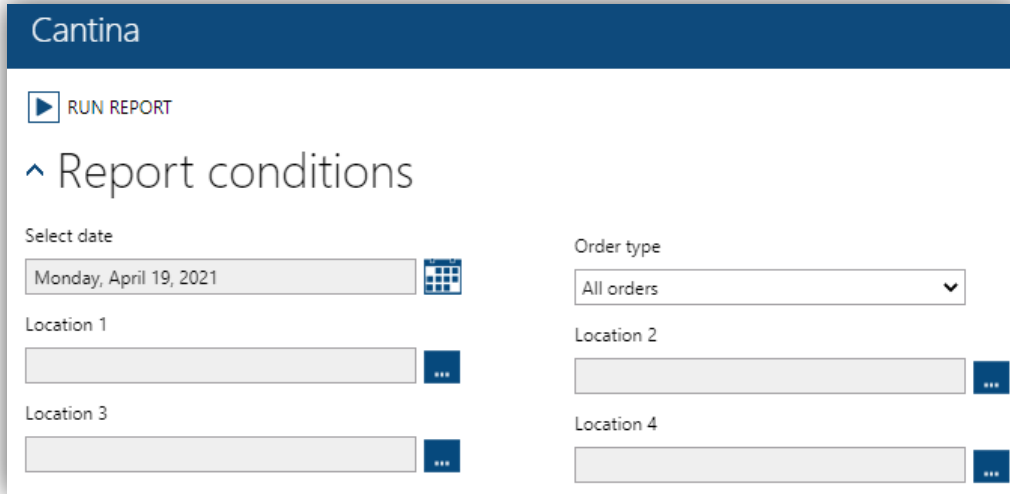 Cantina
RUN REPORT
Report conditions
Select date
Monday, April 19, 2021
Order type
All orders
Location 1
...
Location 2
...
Location 3
...
Location 4
...